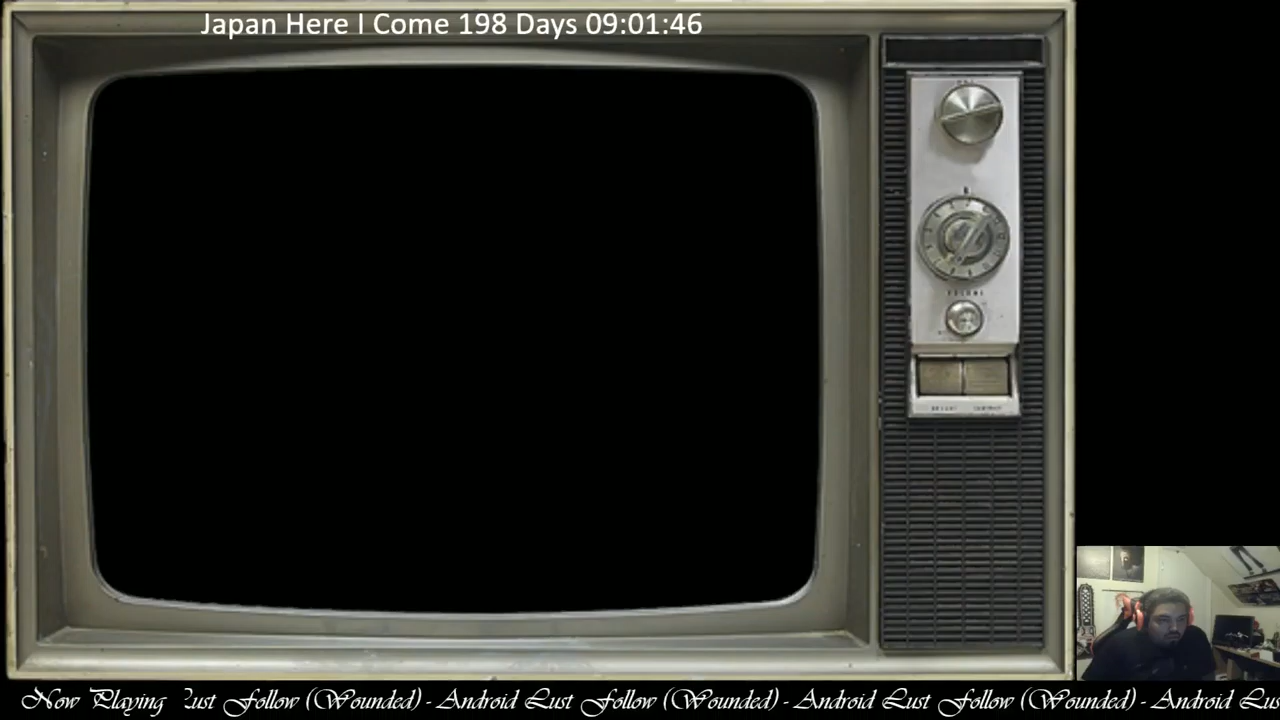 Japan Here I Come 198 Days 09:01:46
VOLUME
Now Playing ?ust Follow (Wounded) - Android Lust Follow (Wounded) - Android Lust Follow (Wounded) - Android Lus